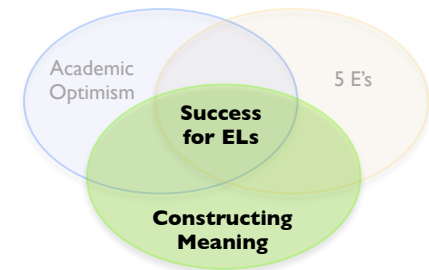 Academic
Optimism
5 E's
Success
for ELs
Constructing
Meaning